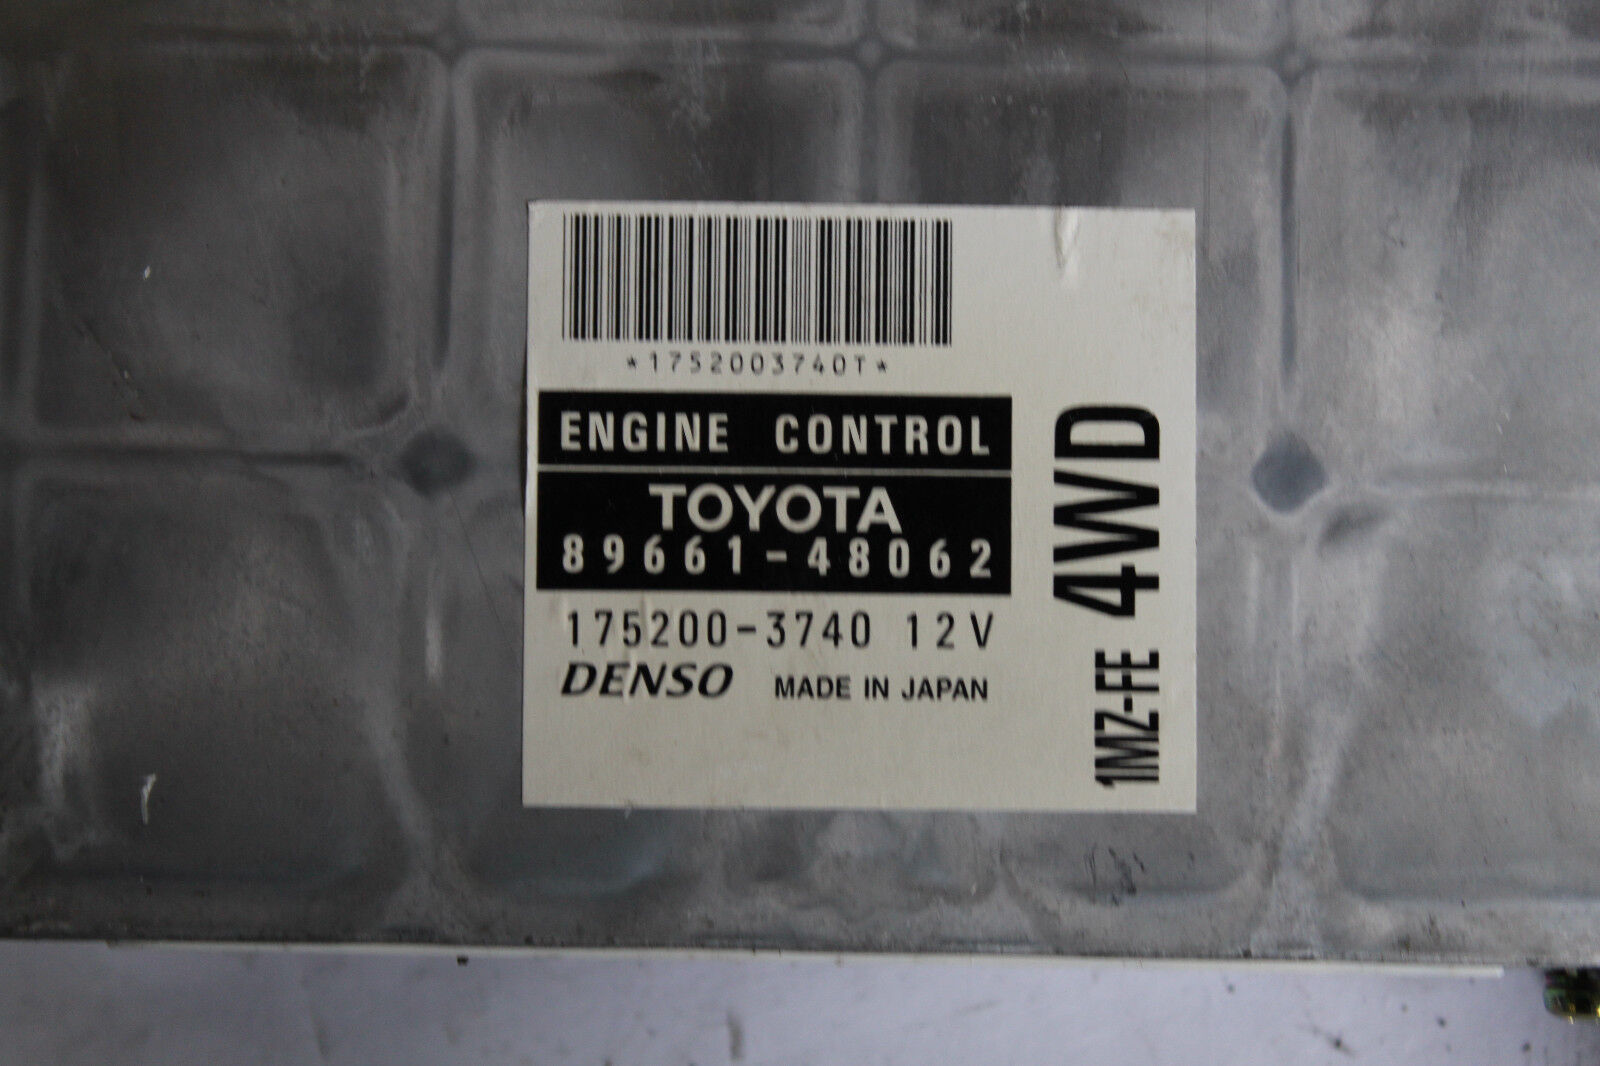 *1752003740T*
ENGINE CONTROL
TOYOTA
89661-48062
175200-3740 12V
DENSO MADE IN JAPAN
1MZ-FE 4WD